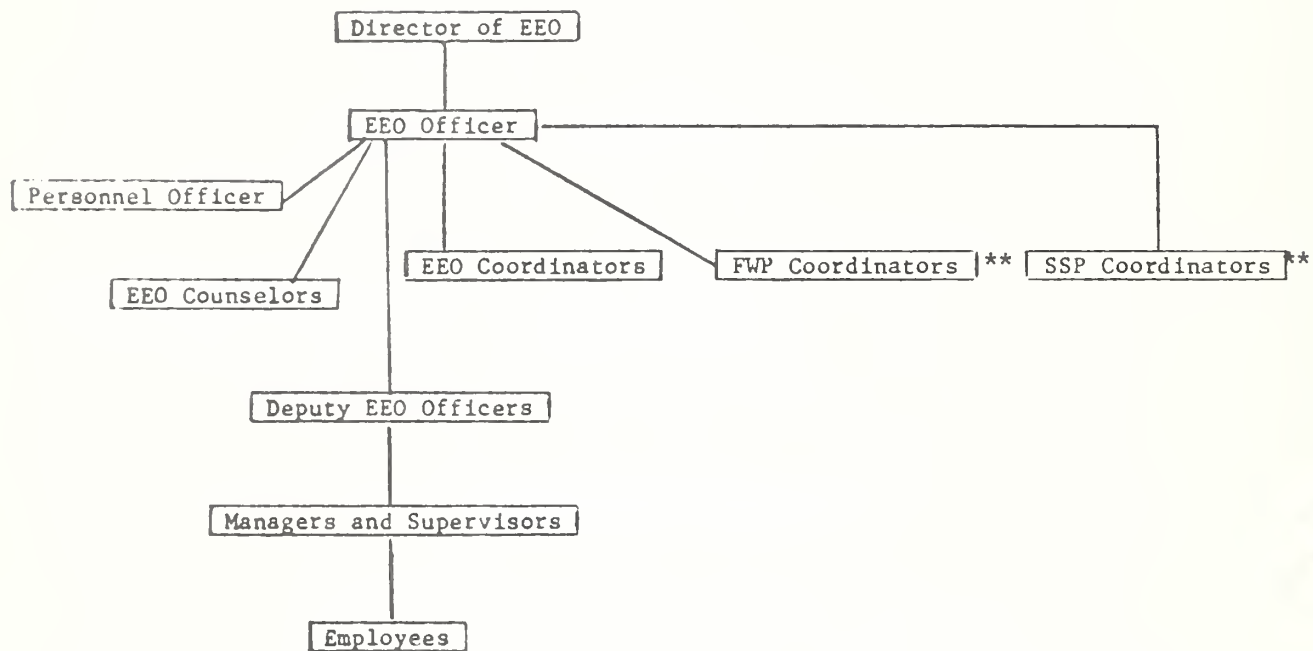 Director of EEO
EEO Officer
Personnel Officer
EEO Coordinators
FWP Coordinators **
SSP Coordinators **
EEO Counselors
Deputy EEO Officers
Managers and Supervisors
Employees